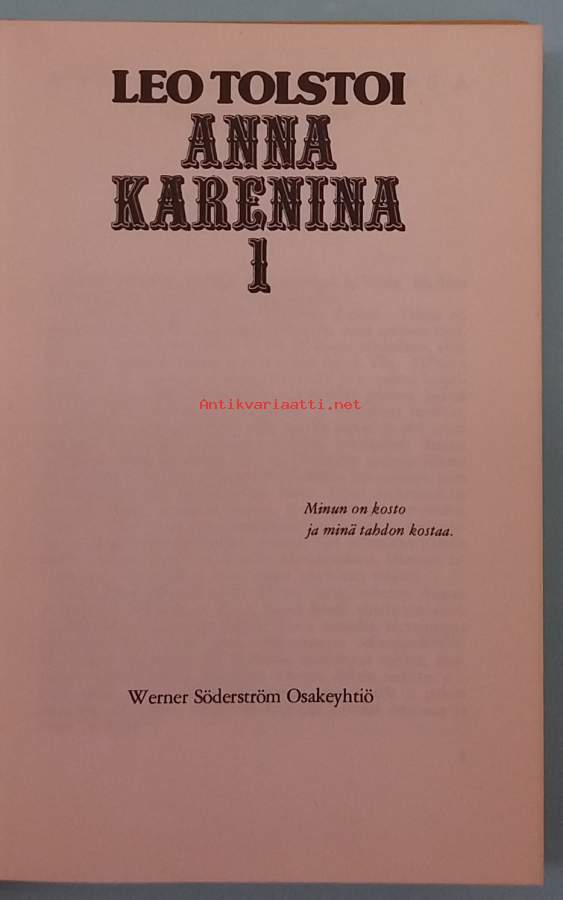 LEO TOLSTOI
ANNA
KARENINA
1
Antikvariaatti.net
Minun on kosto
ja minä tahdon kostaa.
Werner Söderström Osakeyhtiö